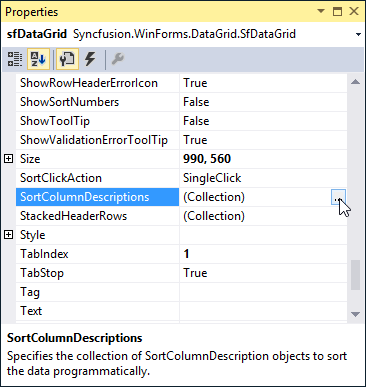 Properties
sfDataGrid Syncfusion.WinForms.DataGrid.SfDataGrid
ShowRowHeaderErrorIcon True
ShowSortNumbers False
ShowToolTip False
ShowValidationErrorToolTip True
Size 990, 560
SortClickAction SingleClick
SortColumnDescriptions (Collection) ...
StackedHeaderRows (Collection)
Style
TabIndex 1
TabStop True
Tag
Text
SortColumnDescriptions
Specifies the collection of SortColumnDescription objects to sort
the data programmatically.